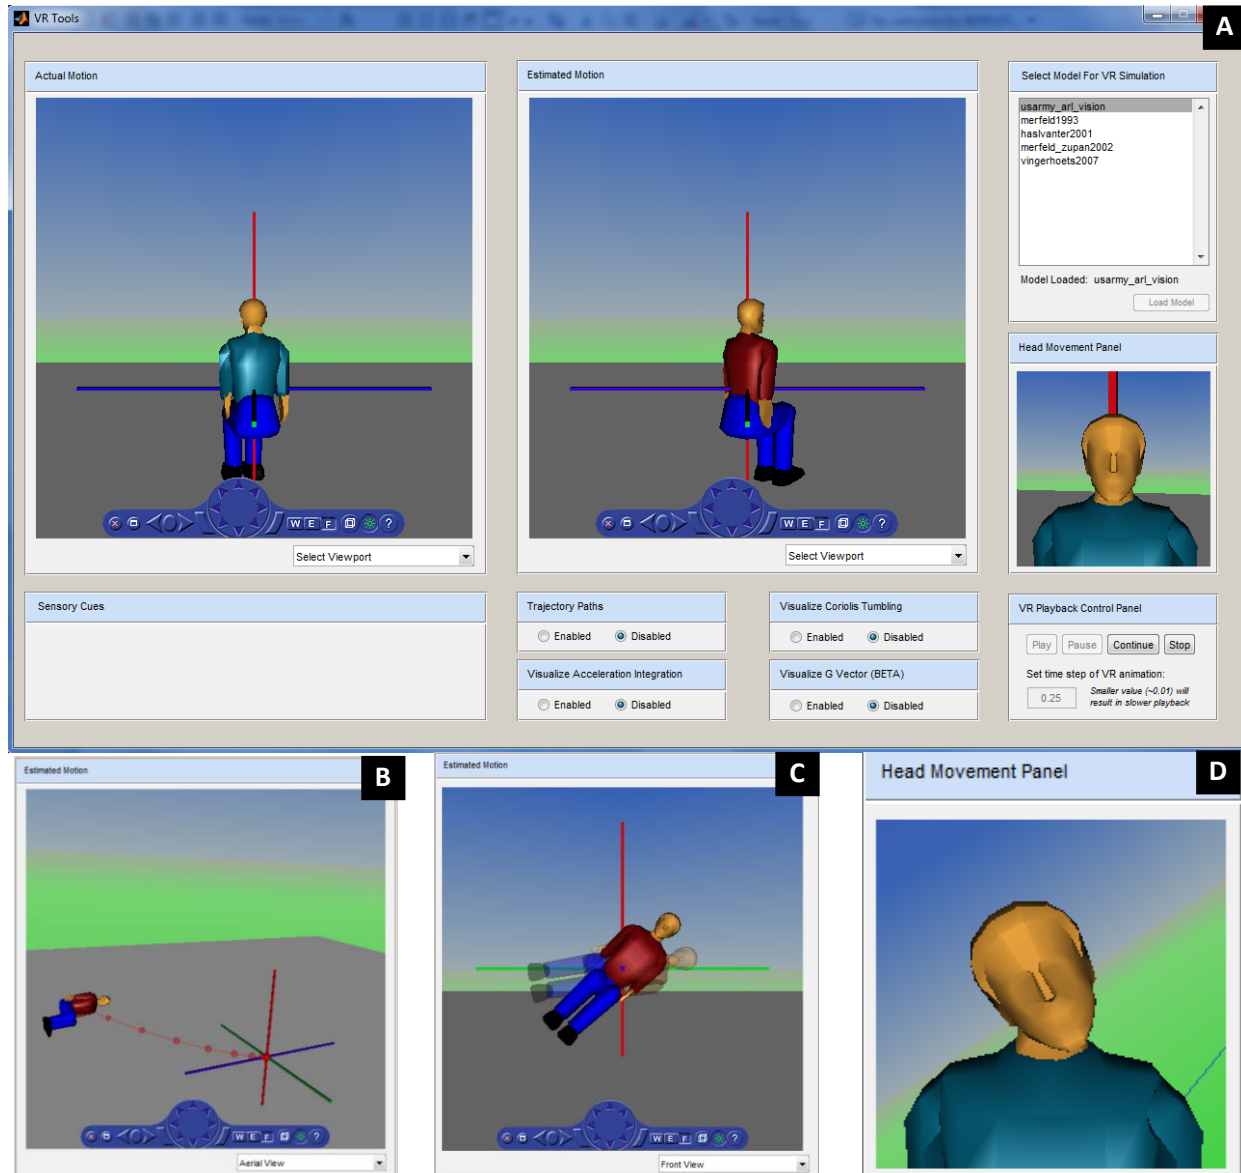 VR Tools
A
Actual Motion
Estimated Motion
Select Model For VR Simulation
usarmy_arl_vision
merfeld1993
haslvanter2001
merfeld_zupan2002
vingerhoets2007
Model Loaded: usarmy_arl_vision
Load Model
Head Movement Panel
W E F ?
W E F ?
Select Viewport
Select Viewport
Sensory Cues
Trajectory Paths
Enabled Disabled
Visualize Coriolis Tumbling
Enabled Disabled
VR Playback Control Panel
Play Pause Continue Stop
Visualize Acceleration Integration
Enabled Disabled
Visualize G Vector (BETA)
Enabled Disabled
Set time step of VR animation:
0.25
Smaller value (~0.01) will
result in slower playback
Estimated Motion
B
W E F ?
Aerial View
Estimated Motion
C
W E F ?
Front View
Head Movement Panel
D